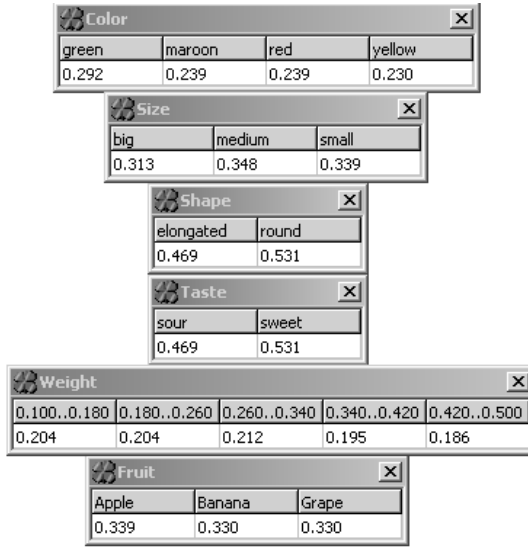 Color
green maroon red yellow
0.292 0.239 0.239 0.230
Size
big medium small
0.313 0.348 0.339
Shape
elongated round
0.469 0.531
Taste
sour sweet
0.469 0.531
Weight
0.100..0.180 0.180..0.260 0.260..0.340 0.340..0.420 0.420..0.500
0.204 0.204 0.212 0.195 0.186
Fruit
Apple Banana Grape
0.339 0.330 0.330